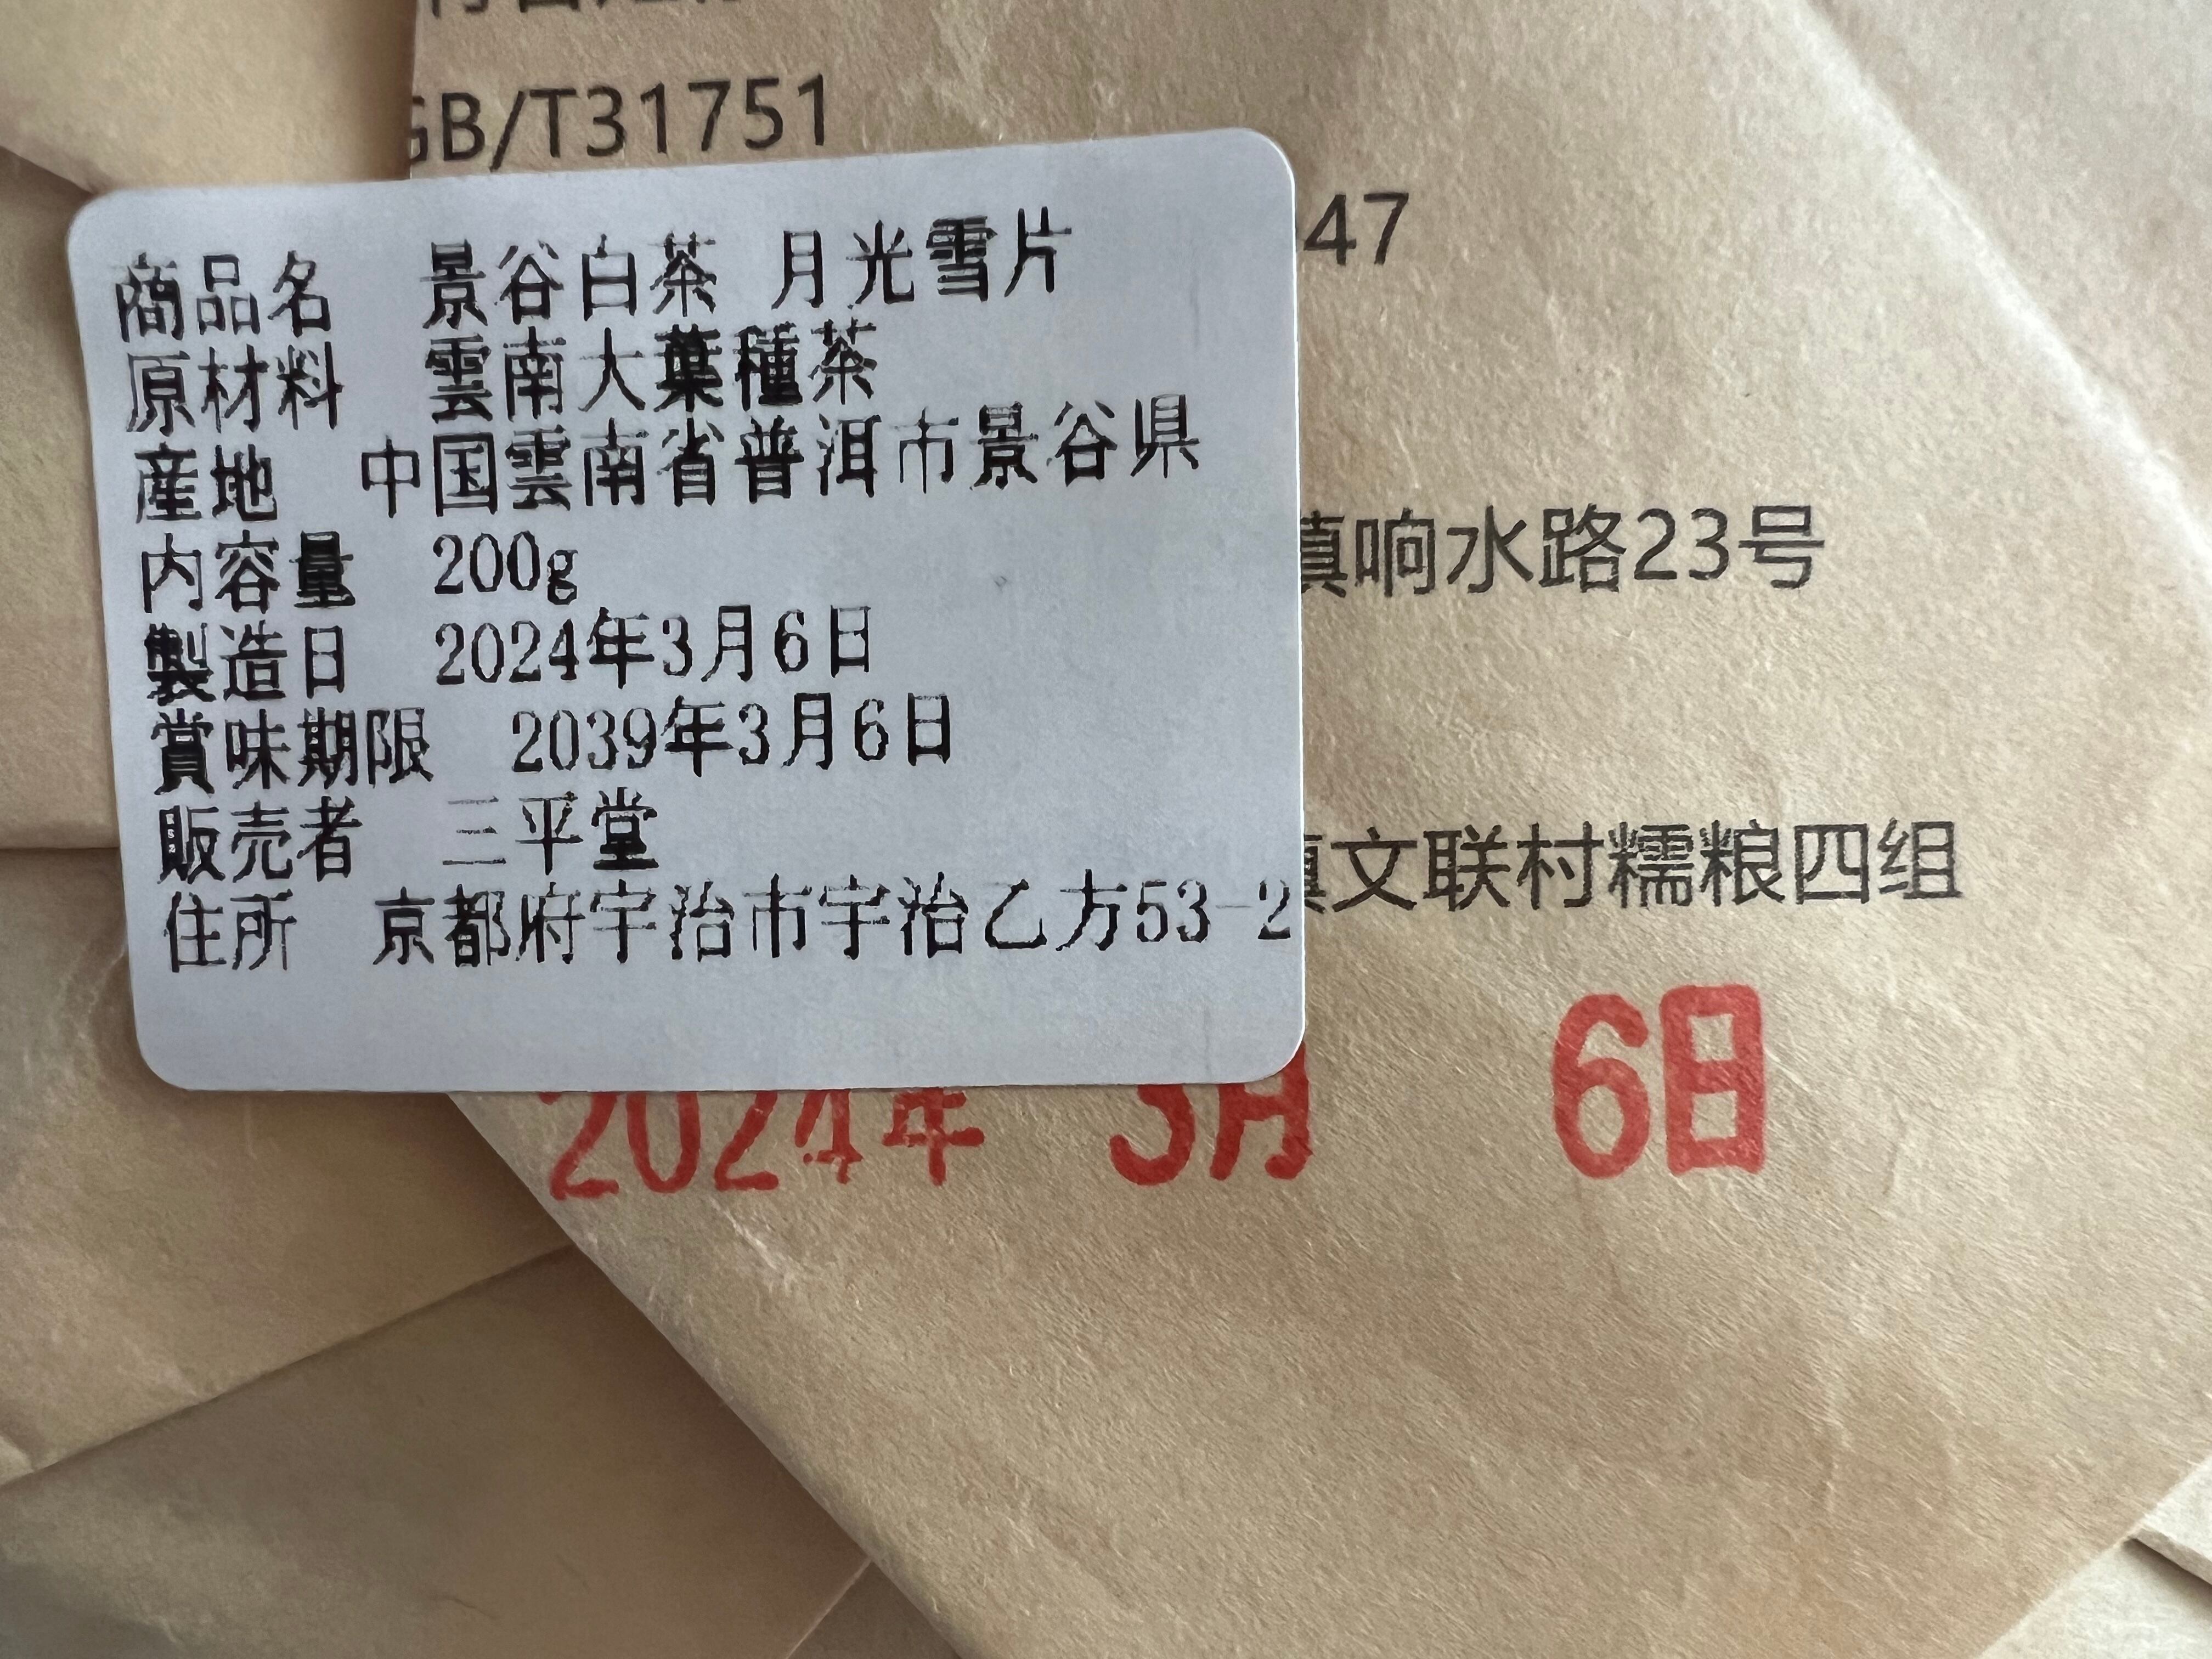 GB/T31751
47
商品名 景谷白茶 月光雪片
原材料 雲南大葉種茶
産地 中国雲南省普洱市景谷県
内容量 200g
製造日 2024年3月6日
賞味期限 2039年3月6日
販売者 三平堂
住所 京都府宇治市宇治乙方53-2
镇响水路23号
镇文联村糯粮四组
2024年 3月 6日